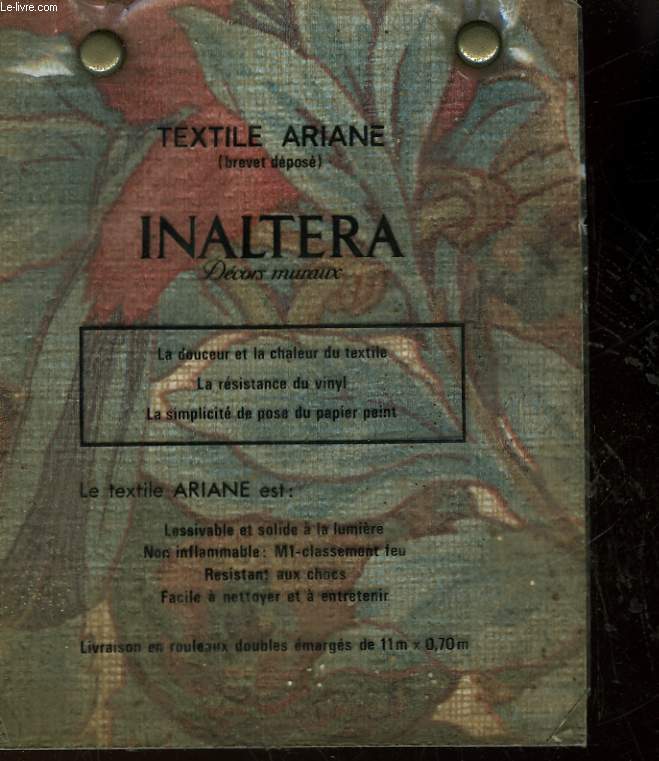 Le-livre.com
TEXTILE ARIANE
(brevet déposé)
INALTERA
Décors muraux
La douceur et la chaleur du textile
La résistance du vinyl
La simplicité de pose du papier peint
Le textile ARIANE est:
Lessivable et solide à la lumière
Non inflammable: M1-classement feu
Resistant aux chocs
Facile à nettoyer et à entretenir
Livraison en rouleaux doubles émargés de 11m x 0,70m